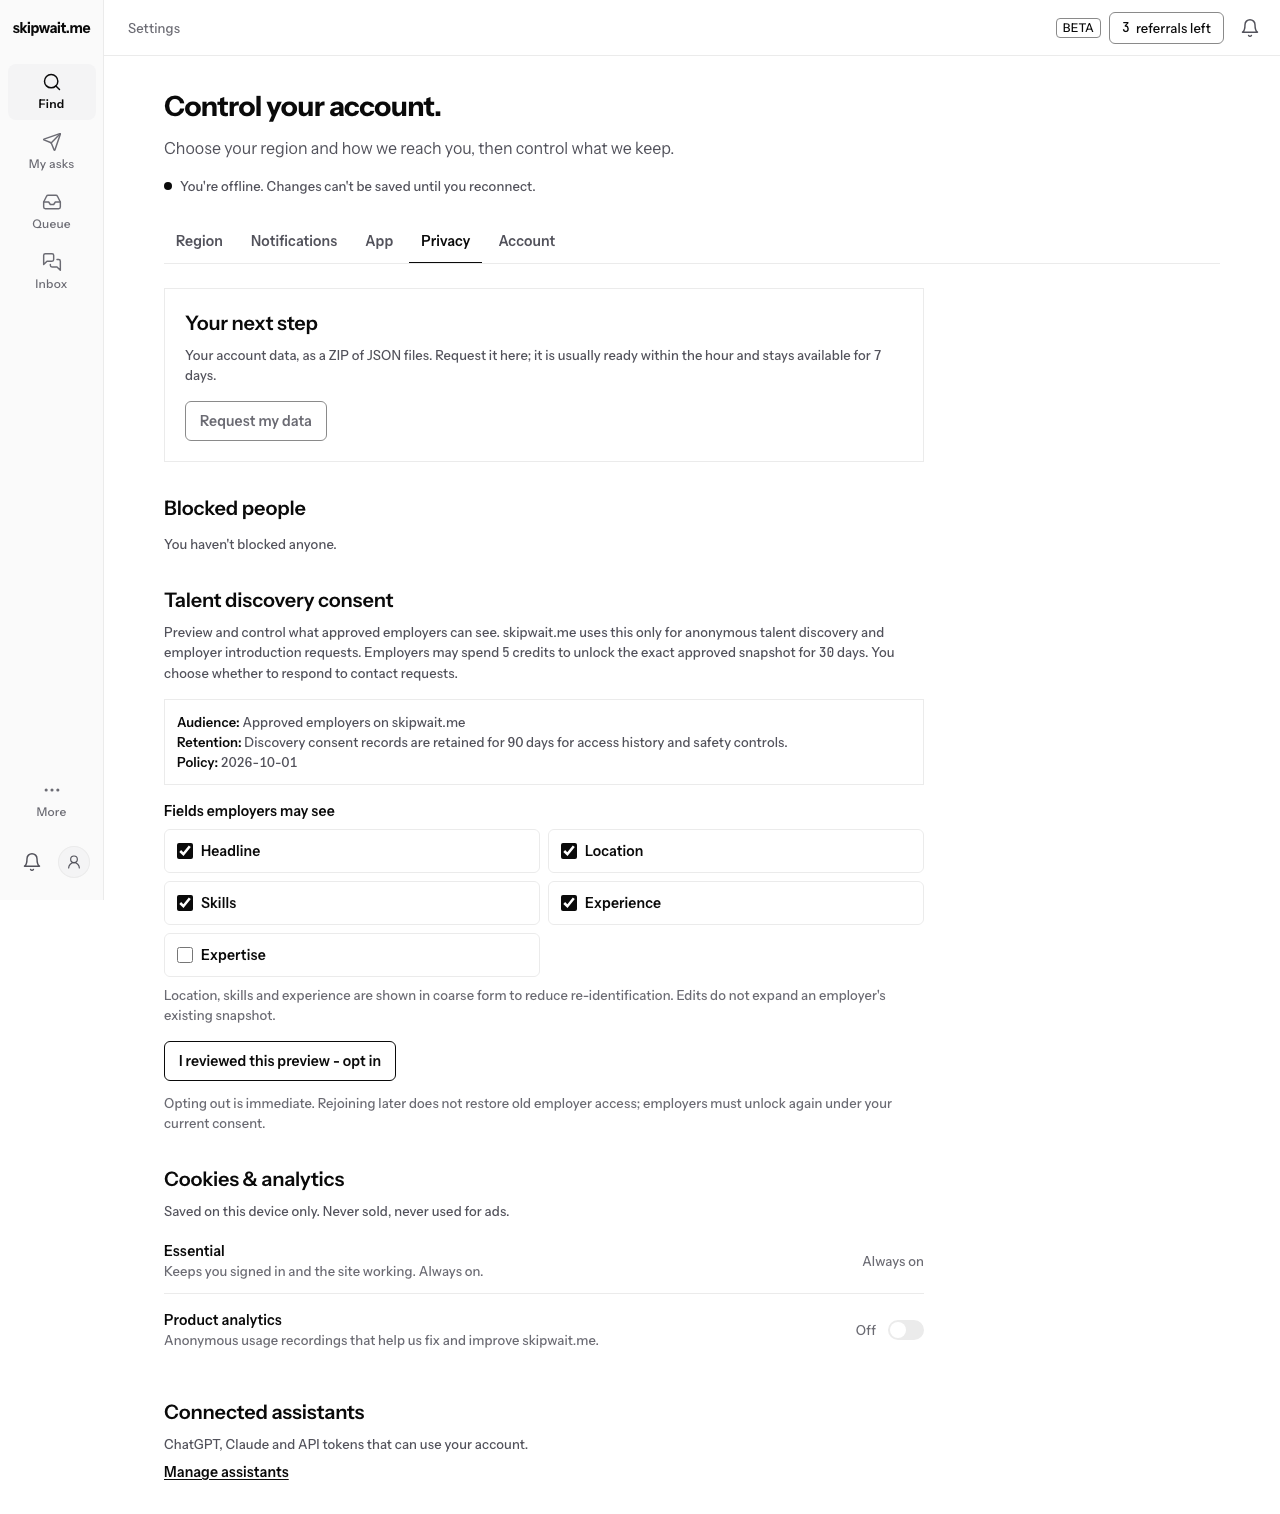 skipwait.me
Settings
BETA
3 referrals left
Find
My asks
Queue
Inbox
More
Control your account.
Choose your region and how we reach you, then control what we keep.
You're offline. Changes can't be saved until you reconnect.
Region
Notifications
App
Privacy
Account
Your next step
Your account data, as a ZIP of JSON files. Request it here; it is usually ready within the hour and stays available for 7
days.
Request my data
Blocked people
You haven't blocked anyone.
Talent discovery consent
Preview and control what approved employers can see. skipwait.me uses this only for anonymous talent discovery and
employer introduction requests. Employers may spend 5 credits to unlock the exact approved snapshot for 30 days. You
choose whether to respond to contact requests.
Audience: Approved employers on skipwait.me
Retention: Discovery consent records are retained for 90 days for access history and safety controls.
Policy: 2026-10-01
Fields employers may see
Headline
Location
Skills
Experience
Expertise
Location, skills and experience are shown in coarse form to reduce re-identification. Edits do not expand an employer's
existing snapshot.
I reviewed this preview - opt in
Opting out is immediate. Rejoining later does not restore old employer access; employers must unlock again under your
current consent.
Cookies & analytics
Saved on this device only. Never sold, never used for ads.
Essential
Keeps you signed in and the site working. Always on.
Always on
Product analytics
Anonymous usage recordings that help us fix and improve skipwait.me.
Off
Connected assistants
ChatGPT, Claude and API tokens that can use your account.
Manage assistants